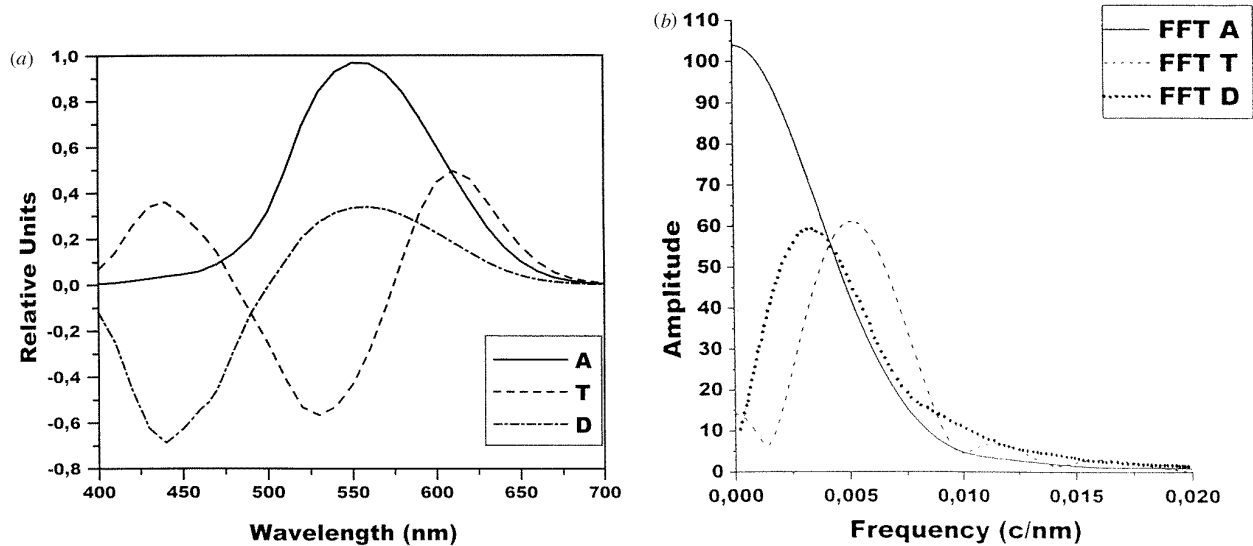 (a)
1,0
0,8
0,6
0,4
0,2
0,0
-0,2
-0,4
-0,6
-0,8
Relative Units
400 450 500 550 600 650 700
Wavelength (nm)
A
T
D
(b)
110
100
90
80
70
60
50
40
30
20
10
0
Amplitude
0,000 0,005 0,010 0,015 0,020
Frequency (c/nm)
FFT A
FFT T
FFT D